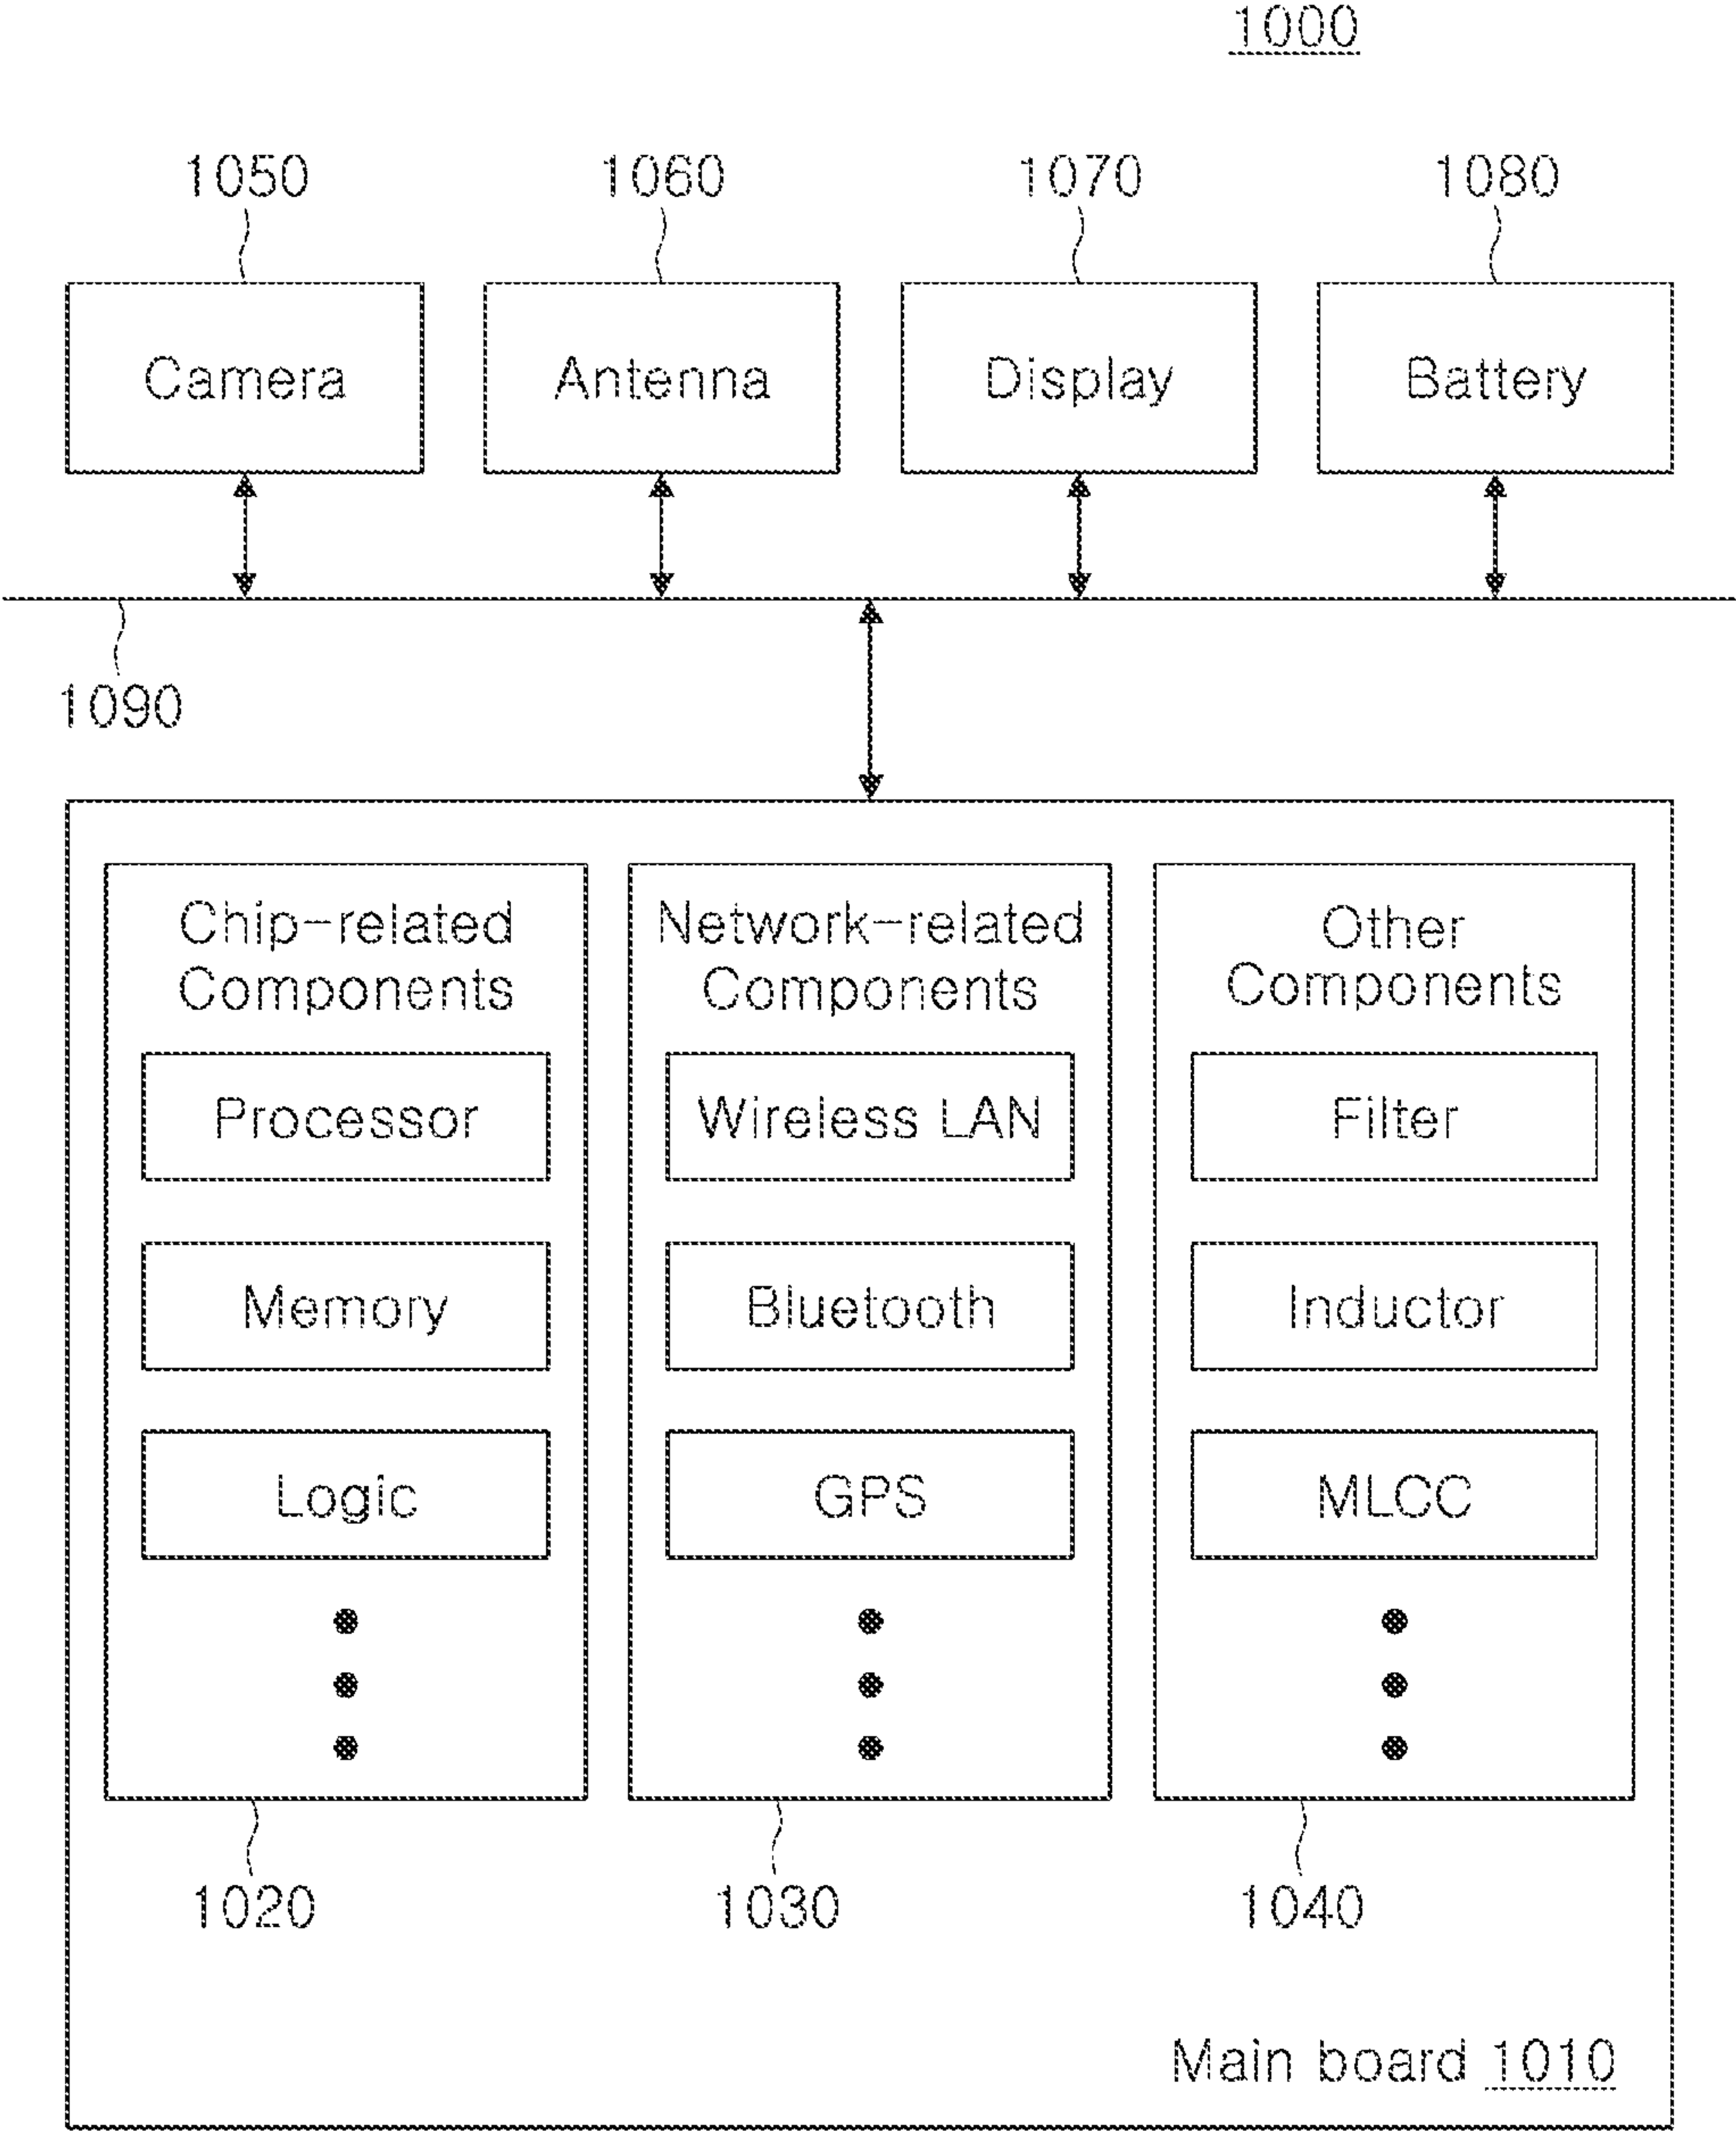 1000
1050 1060 1070 1080
Camera Antenna Display Battery
1090
Chip-related
Components
Processor
Memory
Logic
1020
Network-related
Components
Wireless LAN
Bluetooth
GPS
1030
Other
Components
Filter
Inductor
MLCC
1040
Main board 1010